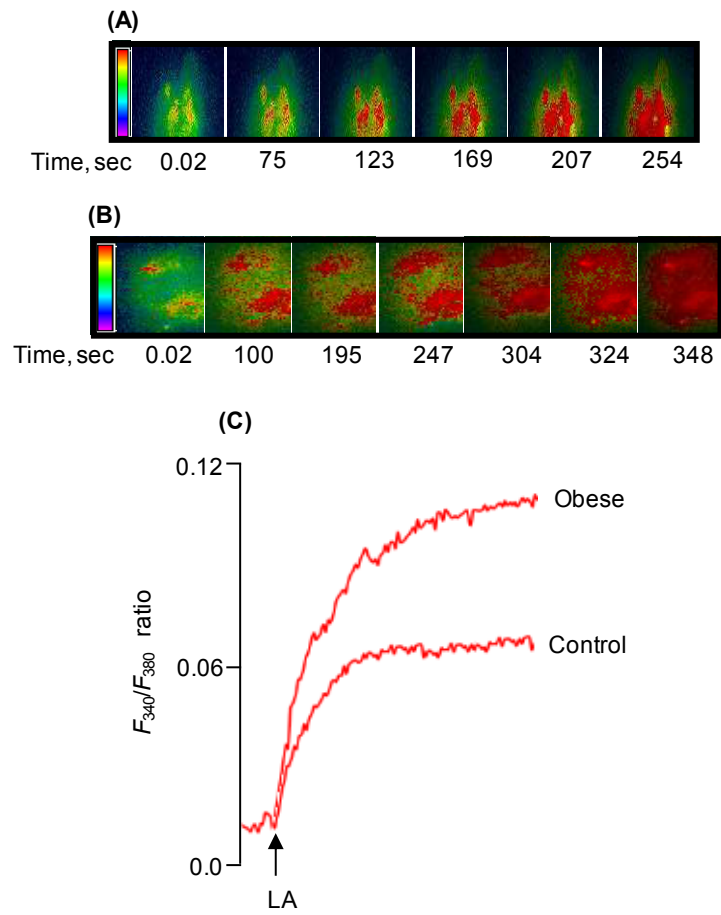 (A)
Time, sec 0.02 75 123 169 207 254
(B)
Time, sec 0.02 100 195 247 304 324 348
(C)
0.12
Obese
F340/F380 ratio
0.06
Control
0.0
LA